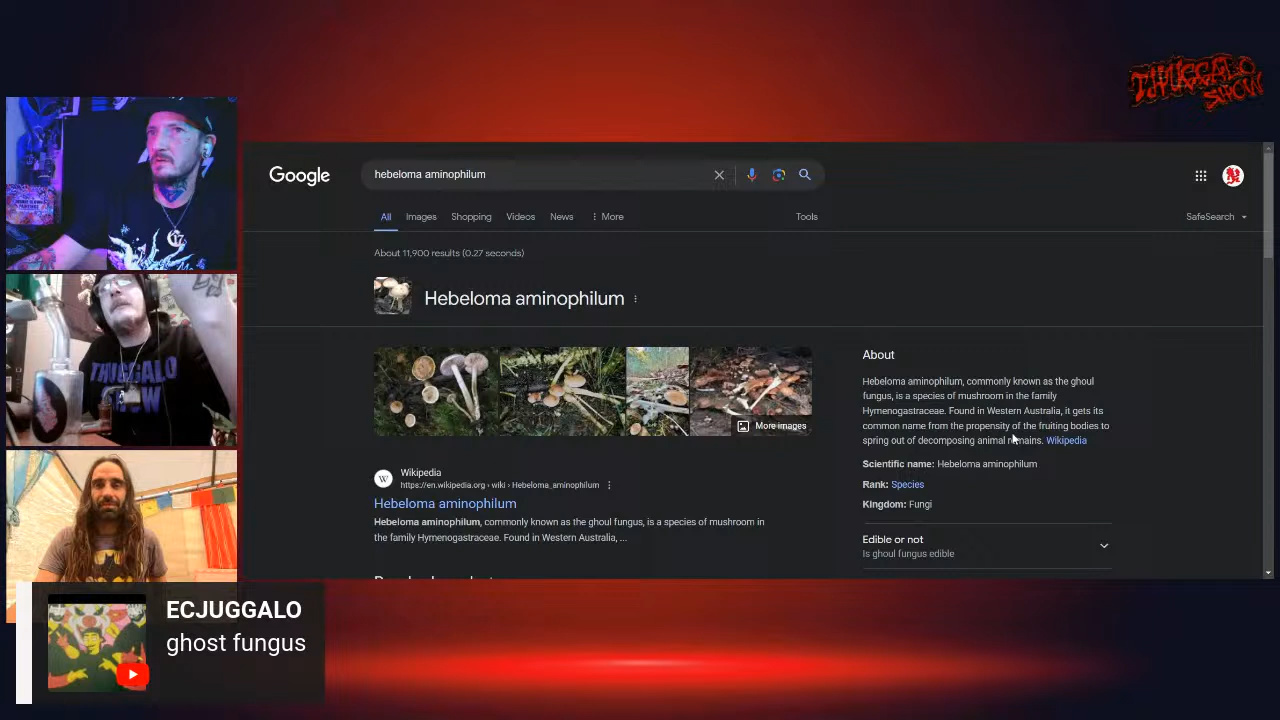 THUGGALO
SHOW
Google
hebeloma aminophilum
All
Images
Shopping
Videos
News
More
Tools
SafeSearch
About 11,900 results (0.27 seconds)
Hebeloma aminophilum
More images
About
Hebeloma aminophilum, commonly known as the ghoul
fungus, is a species of mushroom in the family
Hymenogastraceae. Found in Western Australia, it gets its
common name from the propensity of the fruiting bodies to
spring out of decomposing animal remains. Wikipedia
Scientific name: Hebeloma aminophilum
Rank: Species
Kingdom: Fungi
Edible or not
Is ghoul fungus edible
W
Wikipedia
https://en.wikipedia.org › wiki › Hebeloma_aminophilum
Hebeloma aminophilum
Hebeloma aminophilum, commonly known as the ghoul fungus, is a species of mushroom in
the family Hymenogastraceae. Found in Western Australia, ...
THUGGALO
SHOW
ECJUGGALO
ghost fungus